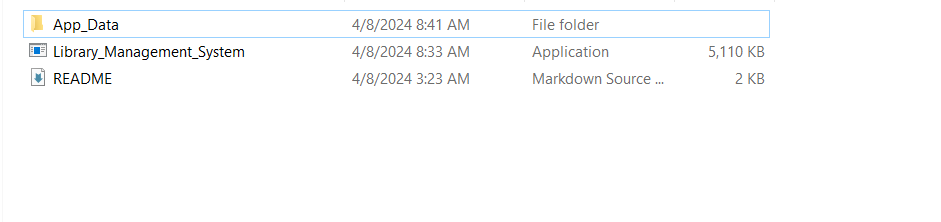 App_Data 4/8/2024 8:41 AM File folder
Library_Management_System 4/8/2024 8:33 AM Application 5,110 KB
README 4/8/2024 3:23 AM Markdown Source ... 2 KB